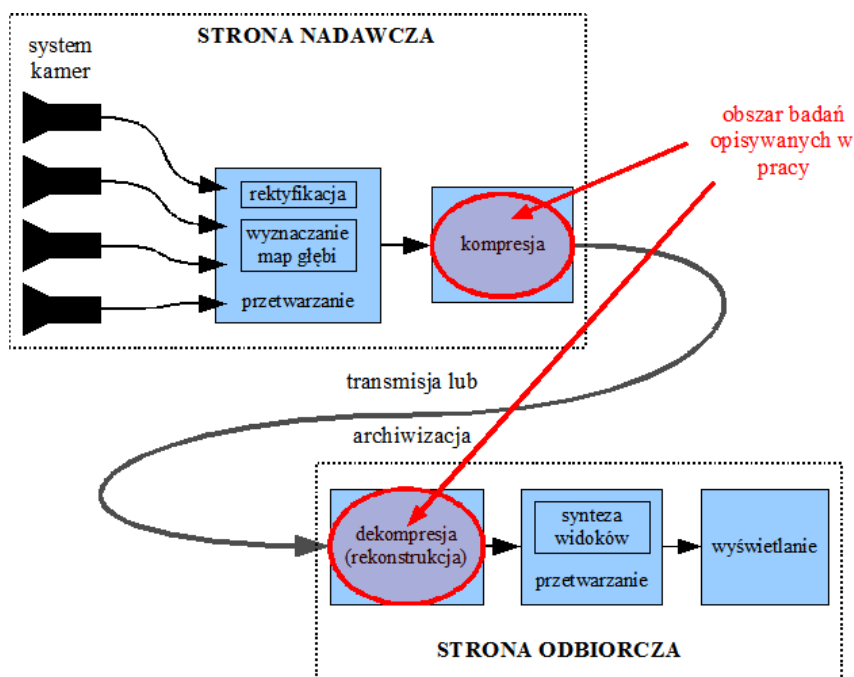 STRONA NADAWCZA
system
kamer
obszar badań
opisywanych w
pracy
rektyfikacja
wyznaczanie
map głębi
przetwarzanie
kompresja
transmisja lub
archiwizacja
dekompresja
(rekonstrukcja)
synteza
widoków
przetwarzanie
wyświetlanie
STRONA ODBIORCZA